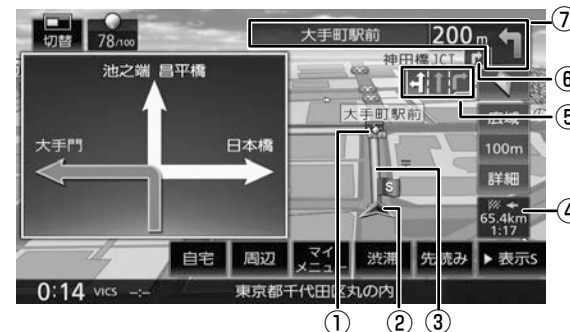 ⑦
切替
78/100
大手町駅前 200m
池之端 昌平橋
神田橋JCT
⑥
大手門
日本橋
⑤
大手町駅前
広域
100m
S
詳細
④
65.4km
1:17
自宅
周辺
マイメニュー
渋滞
先読み
▶ 表示S
0:14
VICS -:--
東京都千代田区丸の内
① ② ③